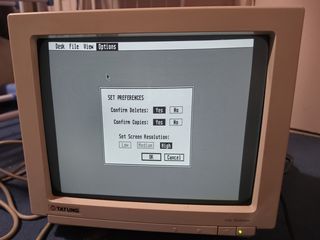 Desk File View Options
SET PREFERENCES
Confirm Deletes: Yes No
Confirm Copies: Yes No
Set Screen Resolution:
Low Medium High
OK Cancel
TATUNG